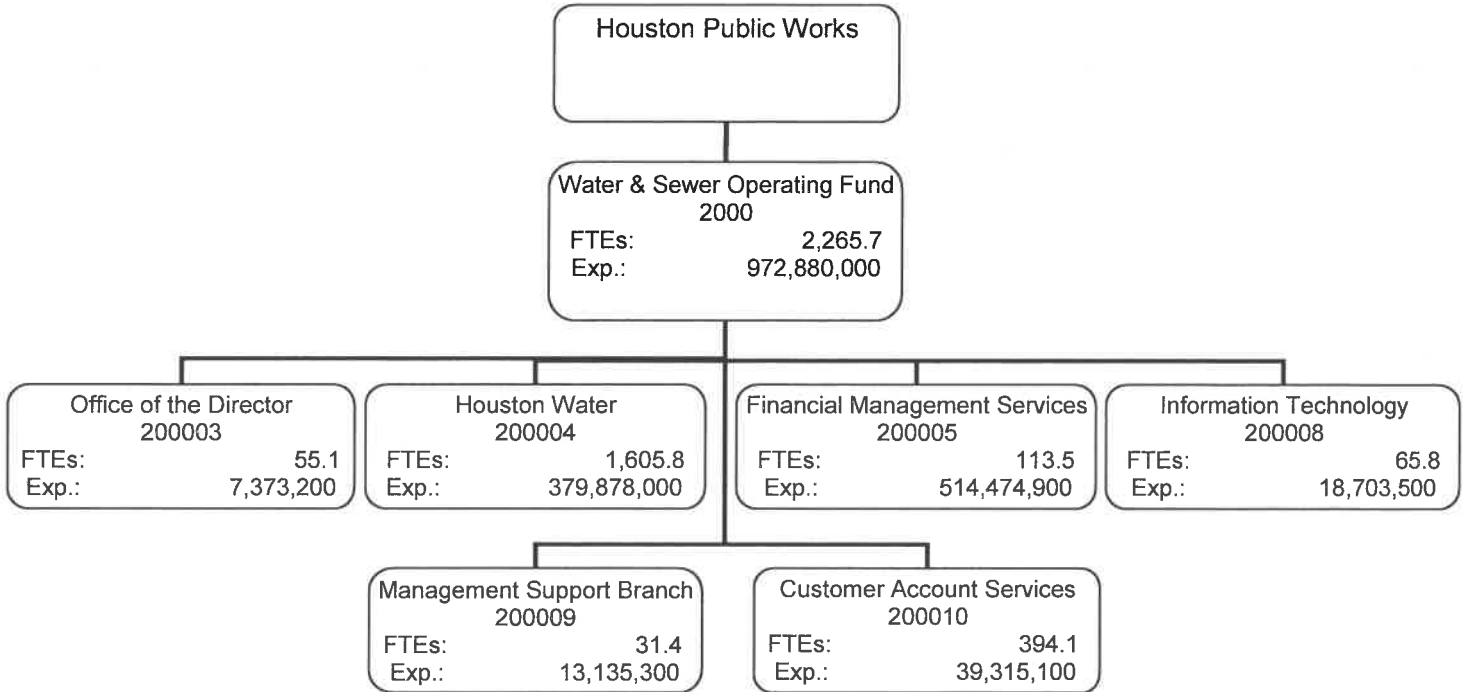 Houston Public Works
Water & Sewer Operating Fund
2000
FTEs: 2,265.7
Exp.: 972,880,000
Office of the Director
200003
FTEs: 55.1
Exp.: 7,373,200
Houston Water
200004
FTEs: 1,605.8
Exp.: 379,878,000
Financial Management Services
200005
FTEs: 113.5
Exp.: 514,474,900
Information Technology
200008
FTEs: 65.8
Exp.: 18,703,500
Management Support Branch
200009
FTEs: 31.4
Exp.: 13,135,300
Customer Account Services
200010
FTEs: 394.1
Exp.: 39,315,100